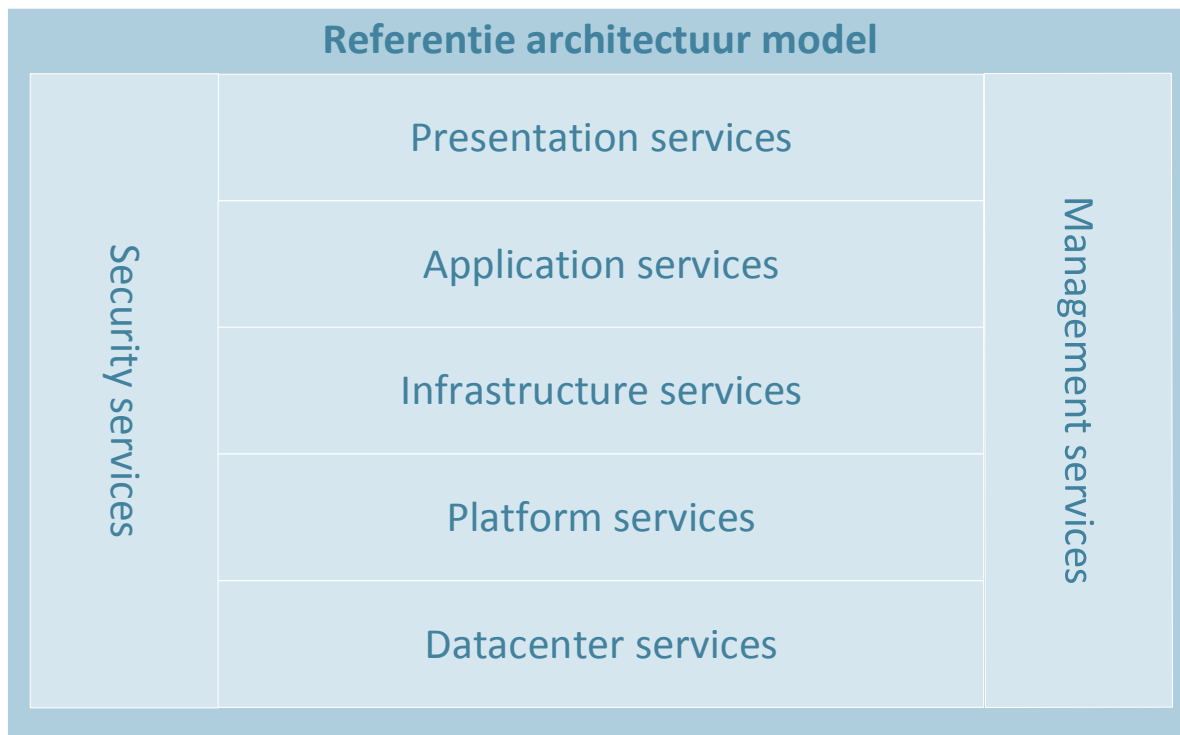 Referentie architectuur model
Security services
Presentation services
Application services
Infrastructure services
Platform services
Datacenter services
Management services